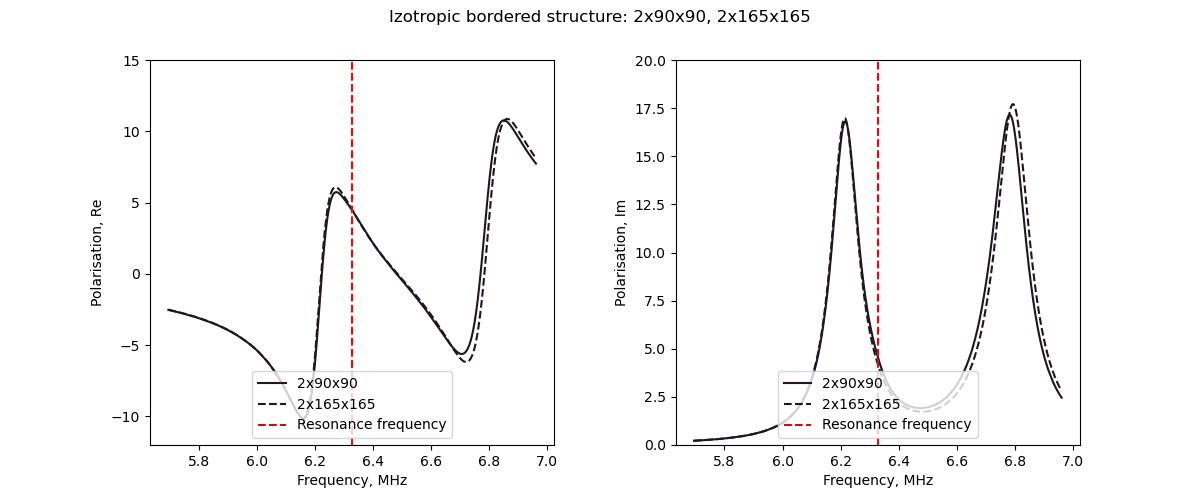 Izotropic bordered structure: 2x90x90, 2x165x165
15
10
5
0
−5
−10
Polarisation, Re
5.8 6.0 6.2 6.4 6.6 6.8 7.0
Frequency, MHz
2x90x90
2x165x165
Resonance frequency
20.0
17.5
15.0
12.5
10.0
7.5
5.0
2.5
0.0
Polarisation, Im
5.8 6.0 6.2 6.4 6.6 6.8 7.0
Frequency, MHz
2x90x90
2x165x165
Resonance frequency